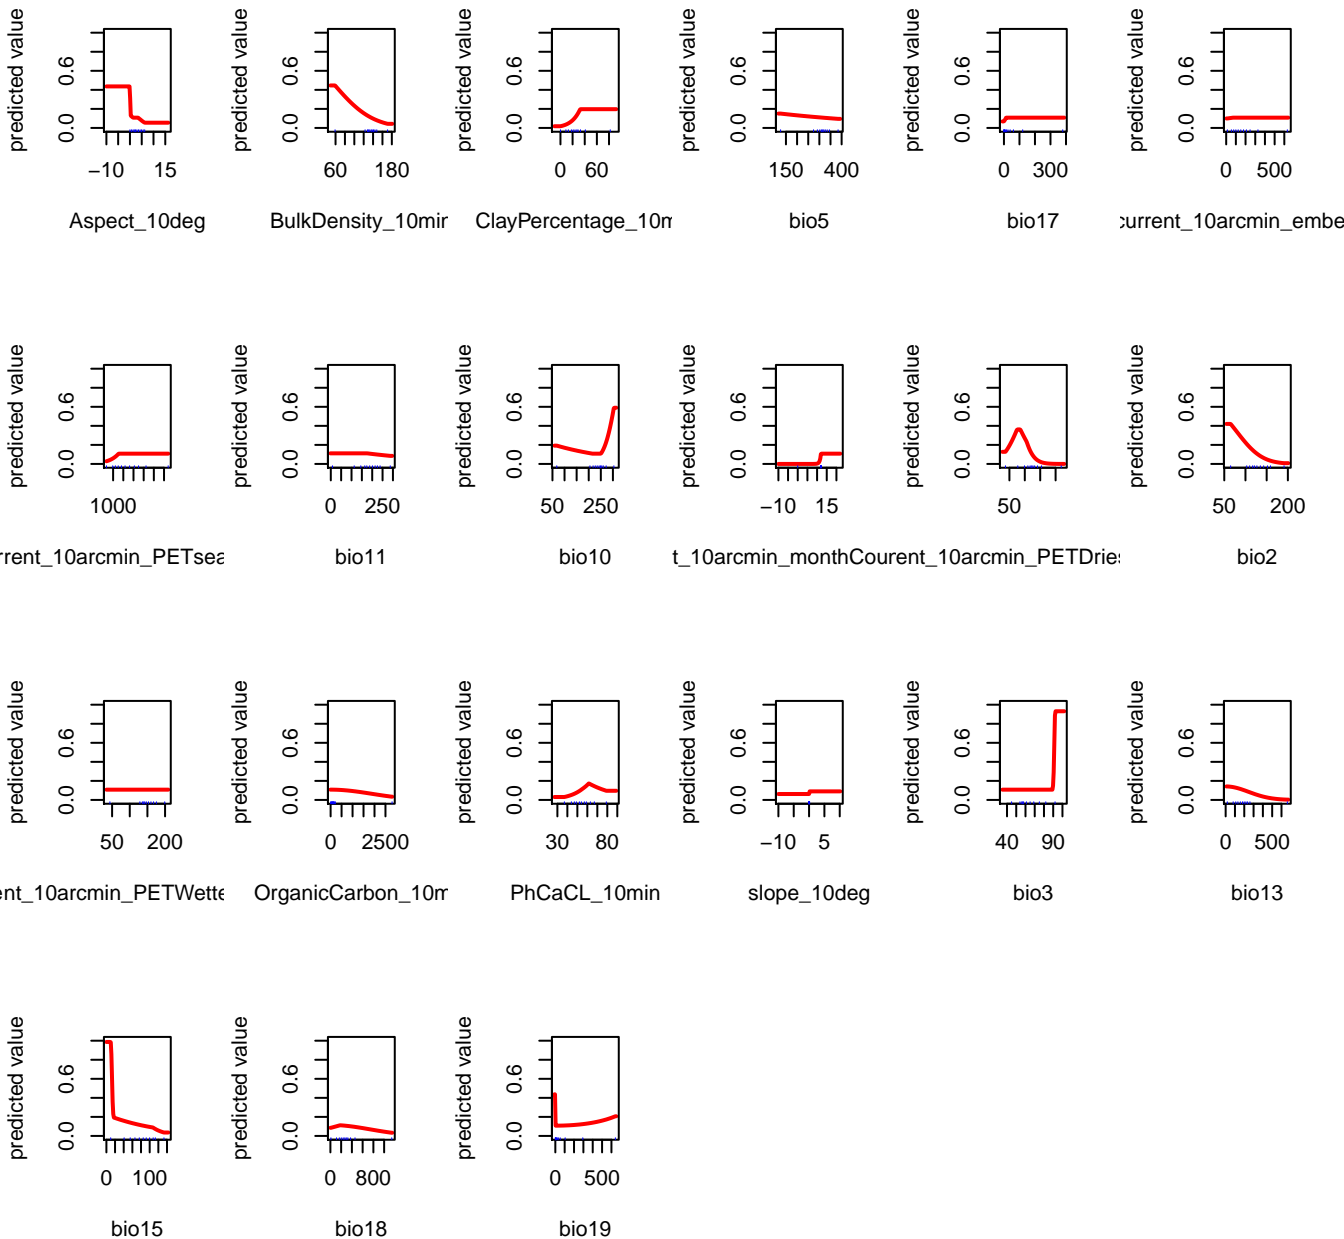 predicted value 0.0 0.6 −10 15 Aspect_10deg
predicted value 0.0 0.6 60 180 BulkDensity_10min
predicted value 0.0 0.6 0 60 ClayPercentage_10m
predicted value 0.0 0.6 150 400 bio5
predicted value 0.0 0.6 0 300 bio17
predicted value 0.0 0.6 0 500 current_10arcmin_embe
predicted value 0.0 0.6 1000 rrent_10arcmin_PETsea
predicted value 0.0 0.6 0 250 bio11
predicted value 0.0 0.6 50 250 bio10
predicted value 0.0 0.6 −10 15 t_10arcmin_monthCou
predicted value 0.0 0.6 50 rent_10arcmin_PETDries
predicted value 0.0 0.6 50 200 bio2
predicted value 0.0 0.6 50 200 ent_10arcmin_PETWette
predicted value 0.0 0.6 0 2500 OrganicCarbon_10m
predicted value 0.0 0.6 30 80 PhCaCL_10min
predicted value 0.0 0.6 −10 5 slope_10deg
predicted value 0.0 0.6 40 90 bio3
predicted value 0.0 0.6 0 500 bio13
predicted value 0.0 0.6 0 100 bio15
predicted value 0.0 0.6 0 800 bio18
predicted value 0.0 0.6 0 500 bio19